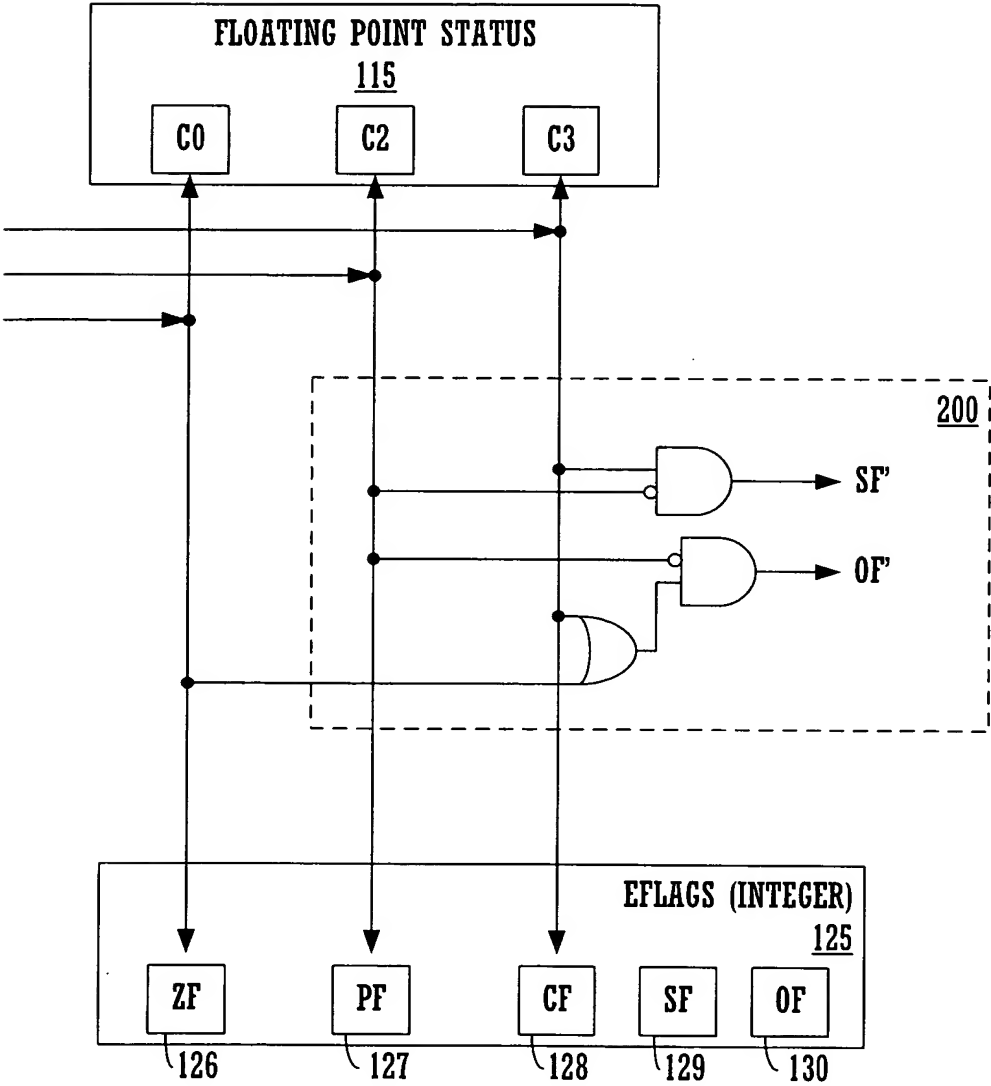 FLOATING POINT STATUS
115
C0 C2 C3
200
SF'
OF'
EFLAGS (INTEGER)
125
ZF PF CF SF OF
126 127 128 129 130